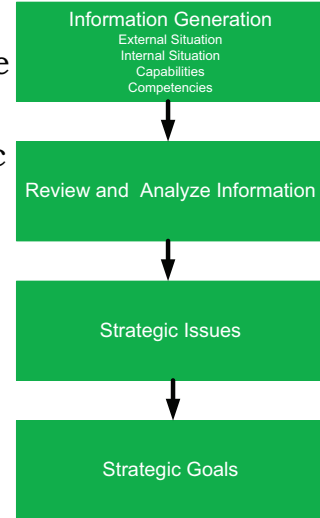 Information Generation
External Situation
Internal Situation
Capabilities
Competencies
e
c
Review and Analyze Information
Strategic Issues
Strategic Goals